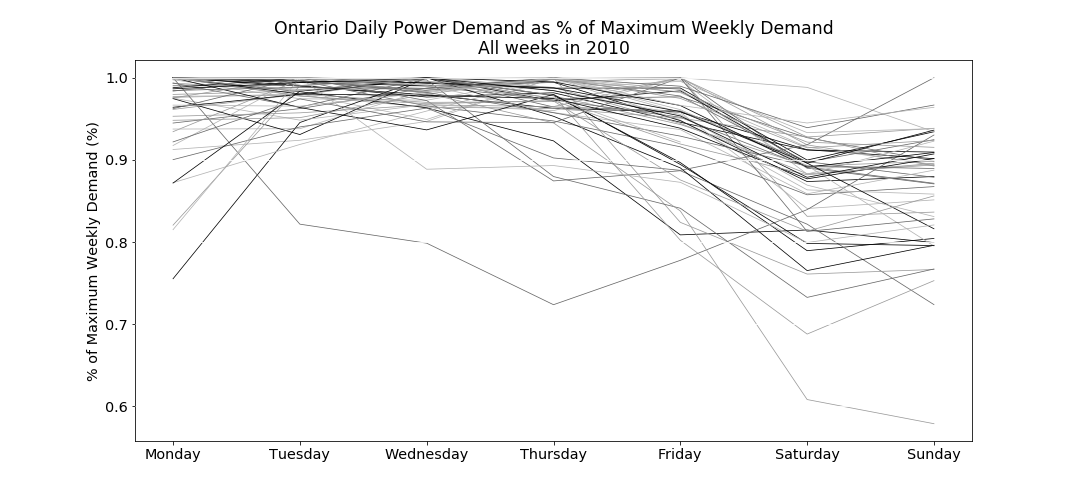 Ontario Daily Power Demand as % of Maximum Weekly Demand
All weeks in 2010
% of Maximum Weekly Demand (%)
1.0
0.9
0.8
0.7
0.6
Monday Tuesday Wednesday Thursday Friday Saturday Sunday